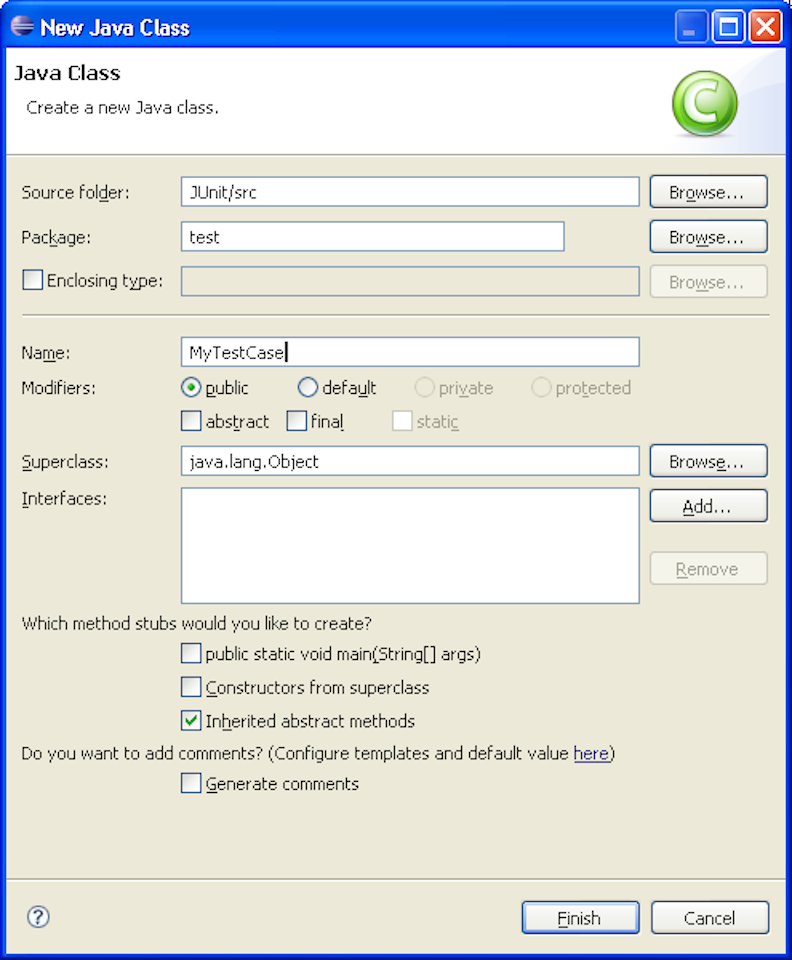 New Java Class
Java Class
Create a new Java class.
Source folder: JUnit/src Browse...
Package: test Browse...
Enclosing type: Browse...
Name: MyTestCase
Modifiers: public default private protected
abstract final static
Superclass: java.lang.Object Browse...
Interfaces: Add...
Remove
Which method stubs would you like to create?
public static void main(String[] args)
Constructors from superclass
Inherited abstract methods
Do you want to add comments? (Configure templates and default value here)
Generate comments
? Finish Cancel